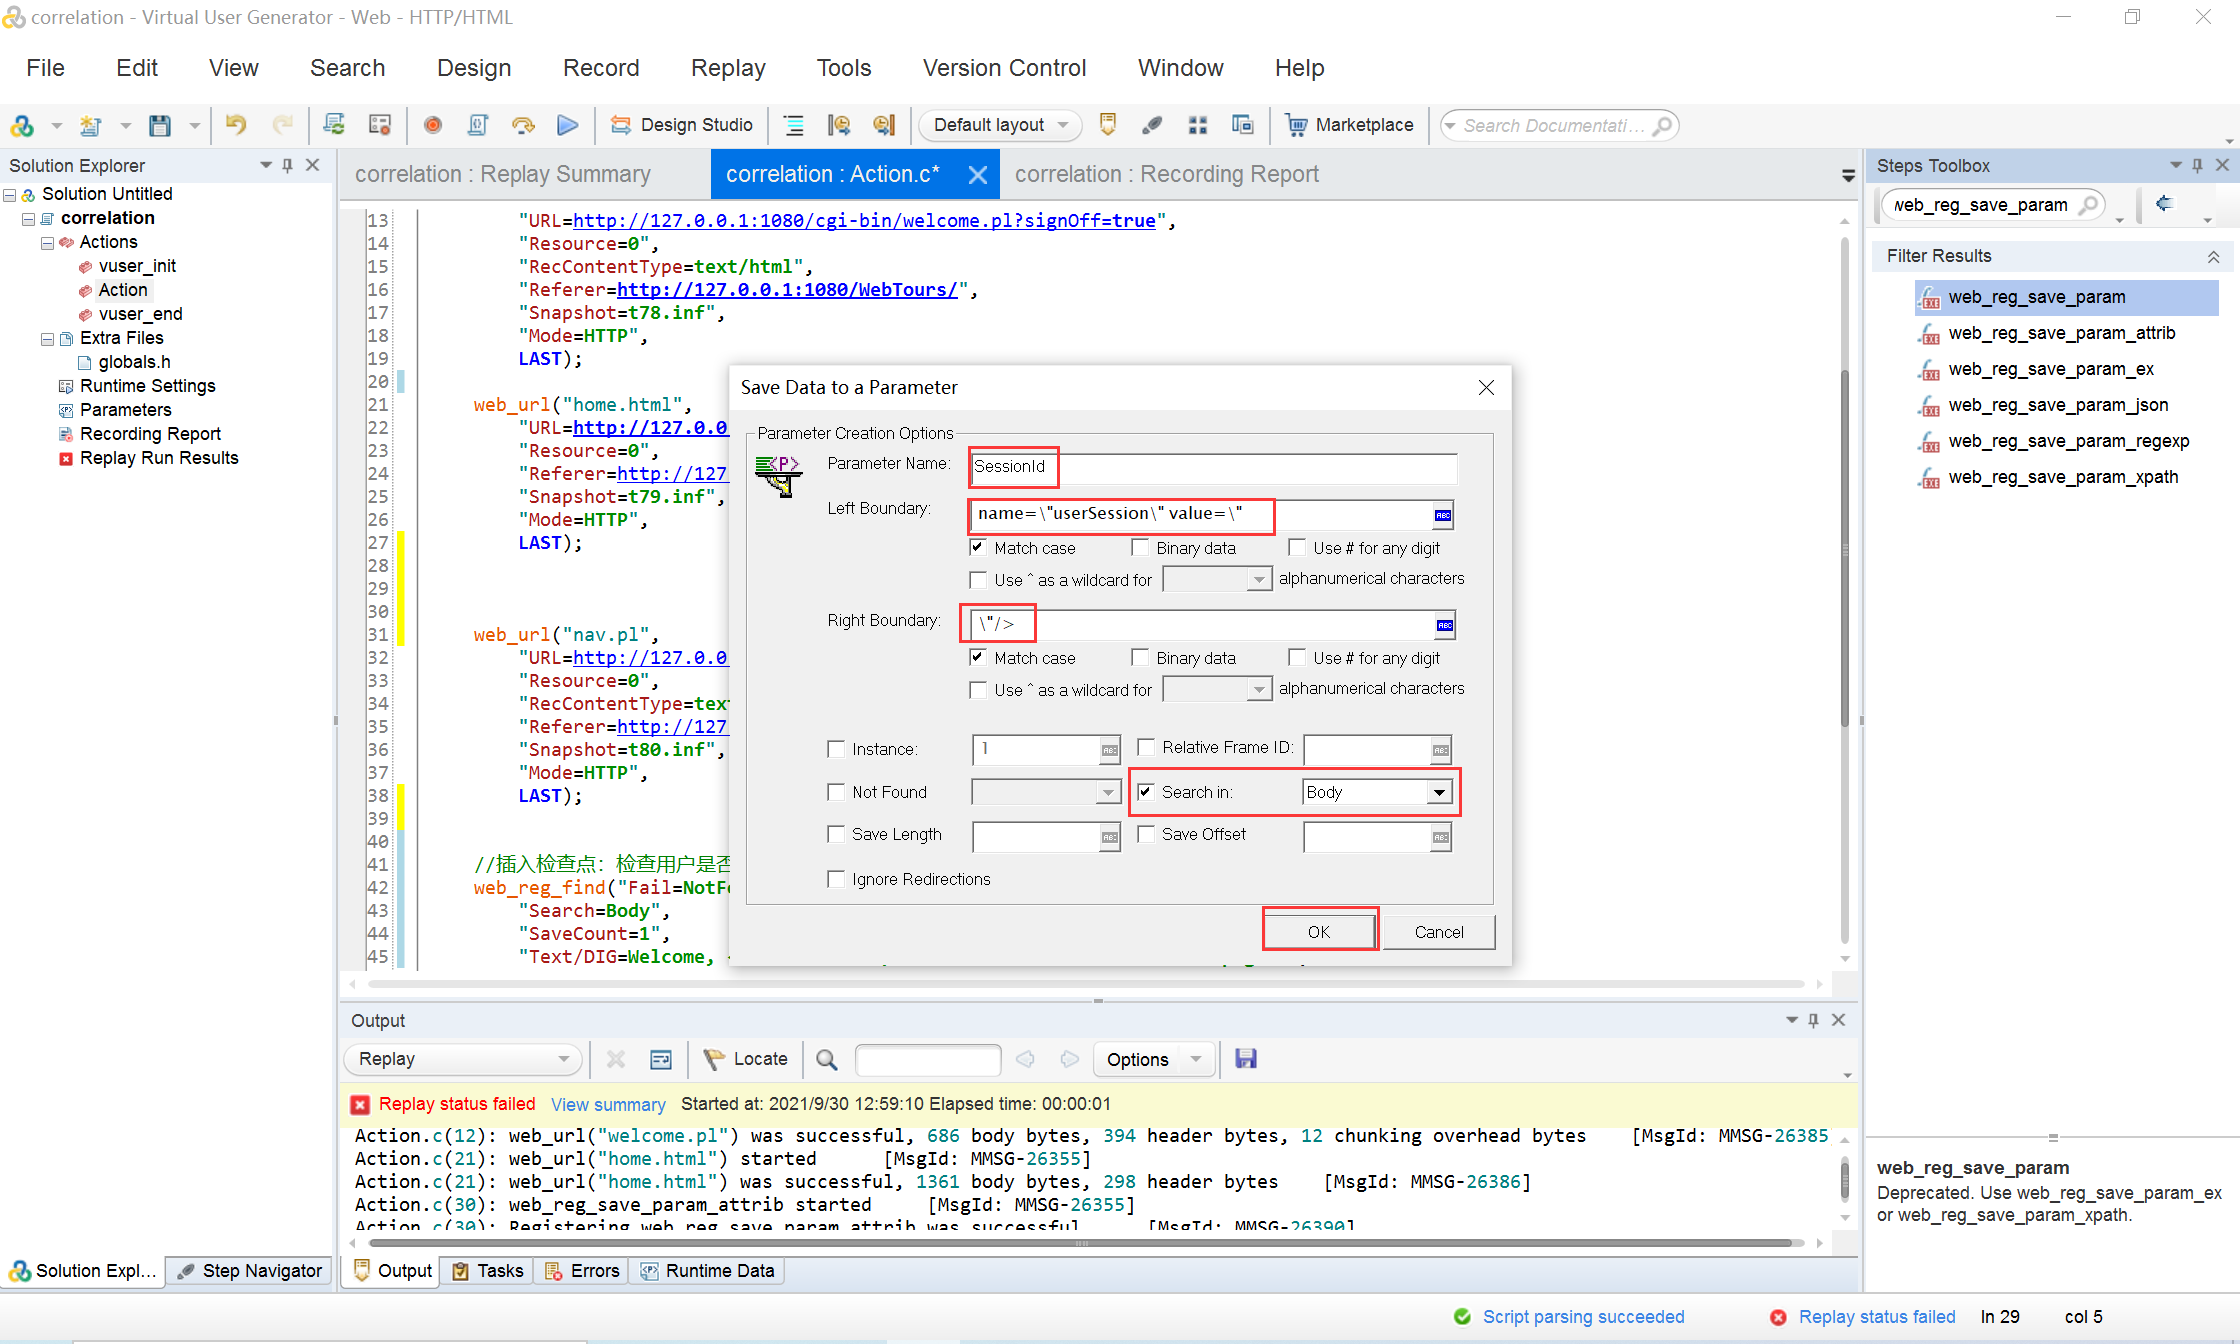 correlation - Virtual User Generator - Web - HTTP/HTML
File Edit View Search Design Record Replay Tools Version Control Window Help
Design Studio Default layout Marketplace Search Documentati...
Solution Explorer
Solution Untitled
correlation
Actions
vuser_init
Action
vuser_end
Extra Files
globals.h
Runtime Settings
Parameters
Recording Report
Replay Run Results
Solution Expl... Step Navigator
correlation : Replay Summary correlation : Action.c* correlation : Recording Report
13 "URL=http://127.0.0.1:1080/cgi-bin/welcome.pl?signOff=true",
14 "Resource=0",
15 "RecContentType=text/html",
16 "Referer=http://127.0.0.1:1080/WebTours/",
17 "Snapshot=t78.inf",
18 "Mode=HTTP",
19 LAST);
20
21 web_url("home.html",
22 "URL=http://127.0.0
23 "Resource=0",
24 "Referer=http://127
25 "Snapshot=t79.inf",
26 "Mode=HTTP",
27 LAST);
28
29
30
31 web_url("nav.pl",
32 "URL=http://127.0.0
33 "Resource=0",
34 "RecContentType=tex
35 "Referer=http://127
36 "Snapshot=t80.inf",
37 "Mode=HTTP",
38 LAST);
39
40
41 //插入检查点：检查用户是否
42 web_reg_find("Fail=NotFo
43 "Search=Body",
44 "SaveCount=1",
45 "Text/DIG=Welcome,
Save Data to a Parameter
Parameter Creation Options
Parameter Name: SessionId
Left Boundary: name=\"userSession\" value=\"
Match case Binary data Use # for any digit
Use ^ as a wildcard for alphanumerical characters
Right Boundary: \"/>
Match case Binary data Use # for any digit
Use ^ as a wildcard for alphanumerical characters
Instance: 1 Relative Frame ID:
Not Found Search in: Body
Save Length Save Offset
Ignore Redirections
OK Cancel
Output
Replay Locate Options
Replay status failed View summary Started at: 2021/9/30 12:59:10 Elapsed time: 00:00:01
Action.c(12): web_url("welcome.pl") was successful, 686 body bytes, 394 header bytes, 12 chunking overhead bytes [MsgId: MMSG-26385
Action.c(21): web_url("home.html") started [MsgId: MMSG-26355]
Action.c(21): web_url("home.html") was successful, 1361 body bytes, 298 header bytes [MsgId: MMSG-26386]
Action.c(30): web_reg_save_param_attrib started [MsgId: MMSG-26355]
Action.c(30): Registering web_reg_save_param_attrib was successful [MsgId: MMSG-26390]
Output Tasks Errors Runtime Data
Steps Toolbox
web_reg_save_param
Filter Results
web_reg_save_param
web_reg_save_param_attrib
web_reg_save_param_ex
web_reg_save_param_json
web_reg_save_param_regexp
web_reg_save_param_xpath
web_reg_save_param
Deprecated. Use web_reg_save_param_ex
or web_reg_save_param_xpath.
Script parsing succeeded Replay status failed ln 29 col 5